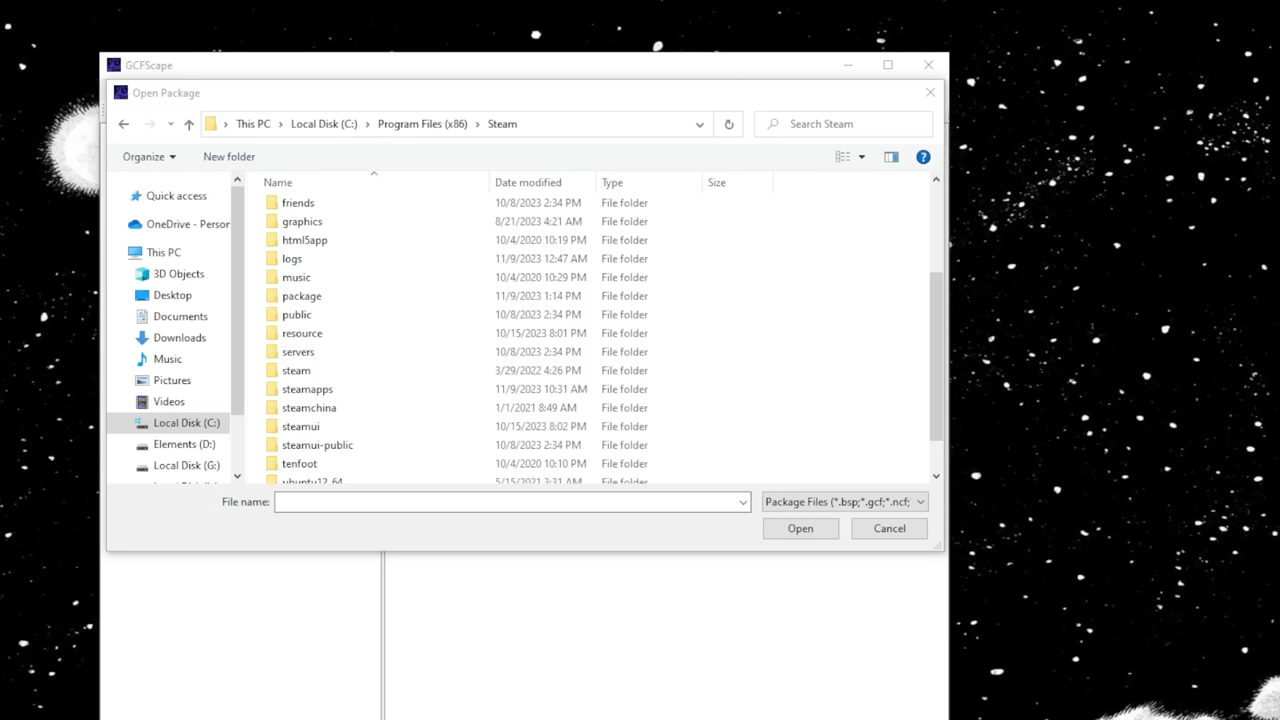 GCFScape
Open Package
This PC Local Disk (C:) Program Files (x86) Steam
Search Steam
Organize New folder
Name Date modified Type Size
Quick access
OneDrive - Person
This PC
3D Objects
Desktop
Documents
Downloads
Music
Pictures
Videos
Local Disk (C:)
Elements (D:)
Local Disk (G:)
friends 10/8/2023 2:34 PM File folder
graphics 8/21/2023 4:21 AM File folder
html5app 10/4/2020 10:19 PM File folder
logs 11/9/2023 12:47 AM File folder
music 10/4/2020 10:29 PM File folder
package 11/9/2023 1:14 PM File folder
public 10/8/2023 2:34 PM File folder
resource 10/15/2023 8:01 PM File folder
servers 10/8/2023 2:34 PM File folder
steam 3/29/2022 4:26 PM File folder
steamapps 11/9/2023 10:31 AM File folder
steamchina 1/1/2021 8:49 AM File folder
steamui 10/15/2023 8:02 PM File folder
steamui-public 10/8/2023 2:34 PM File folder
tenfoot 10/4/2020 10:10 PM File folder
ubuntu12_64 5/15/2021 3:31 AM File folder
File name: Package Files (*.bsp;*.gcf;*.ncf;
Open Cancel